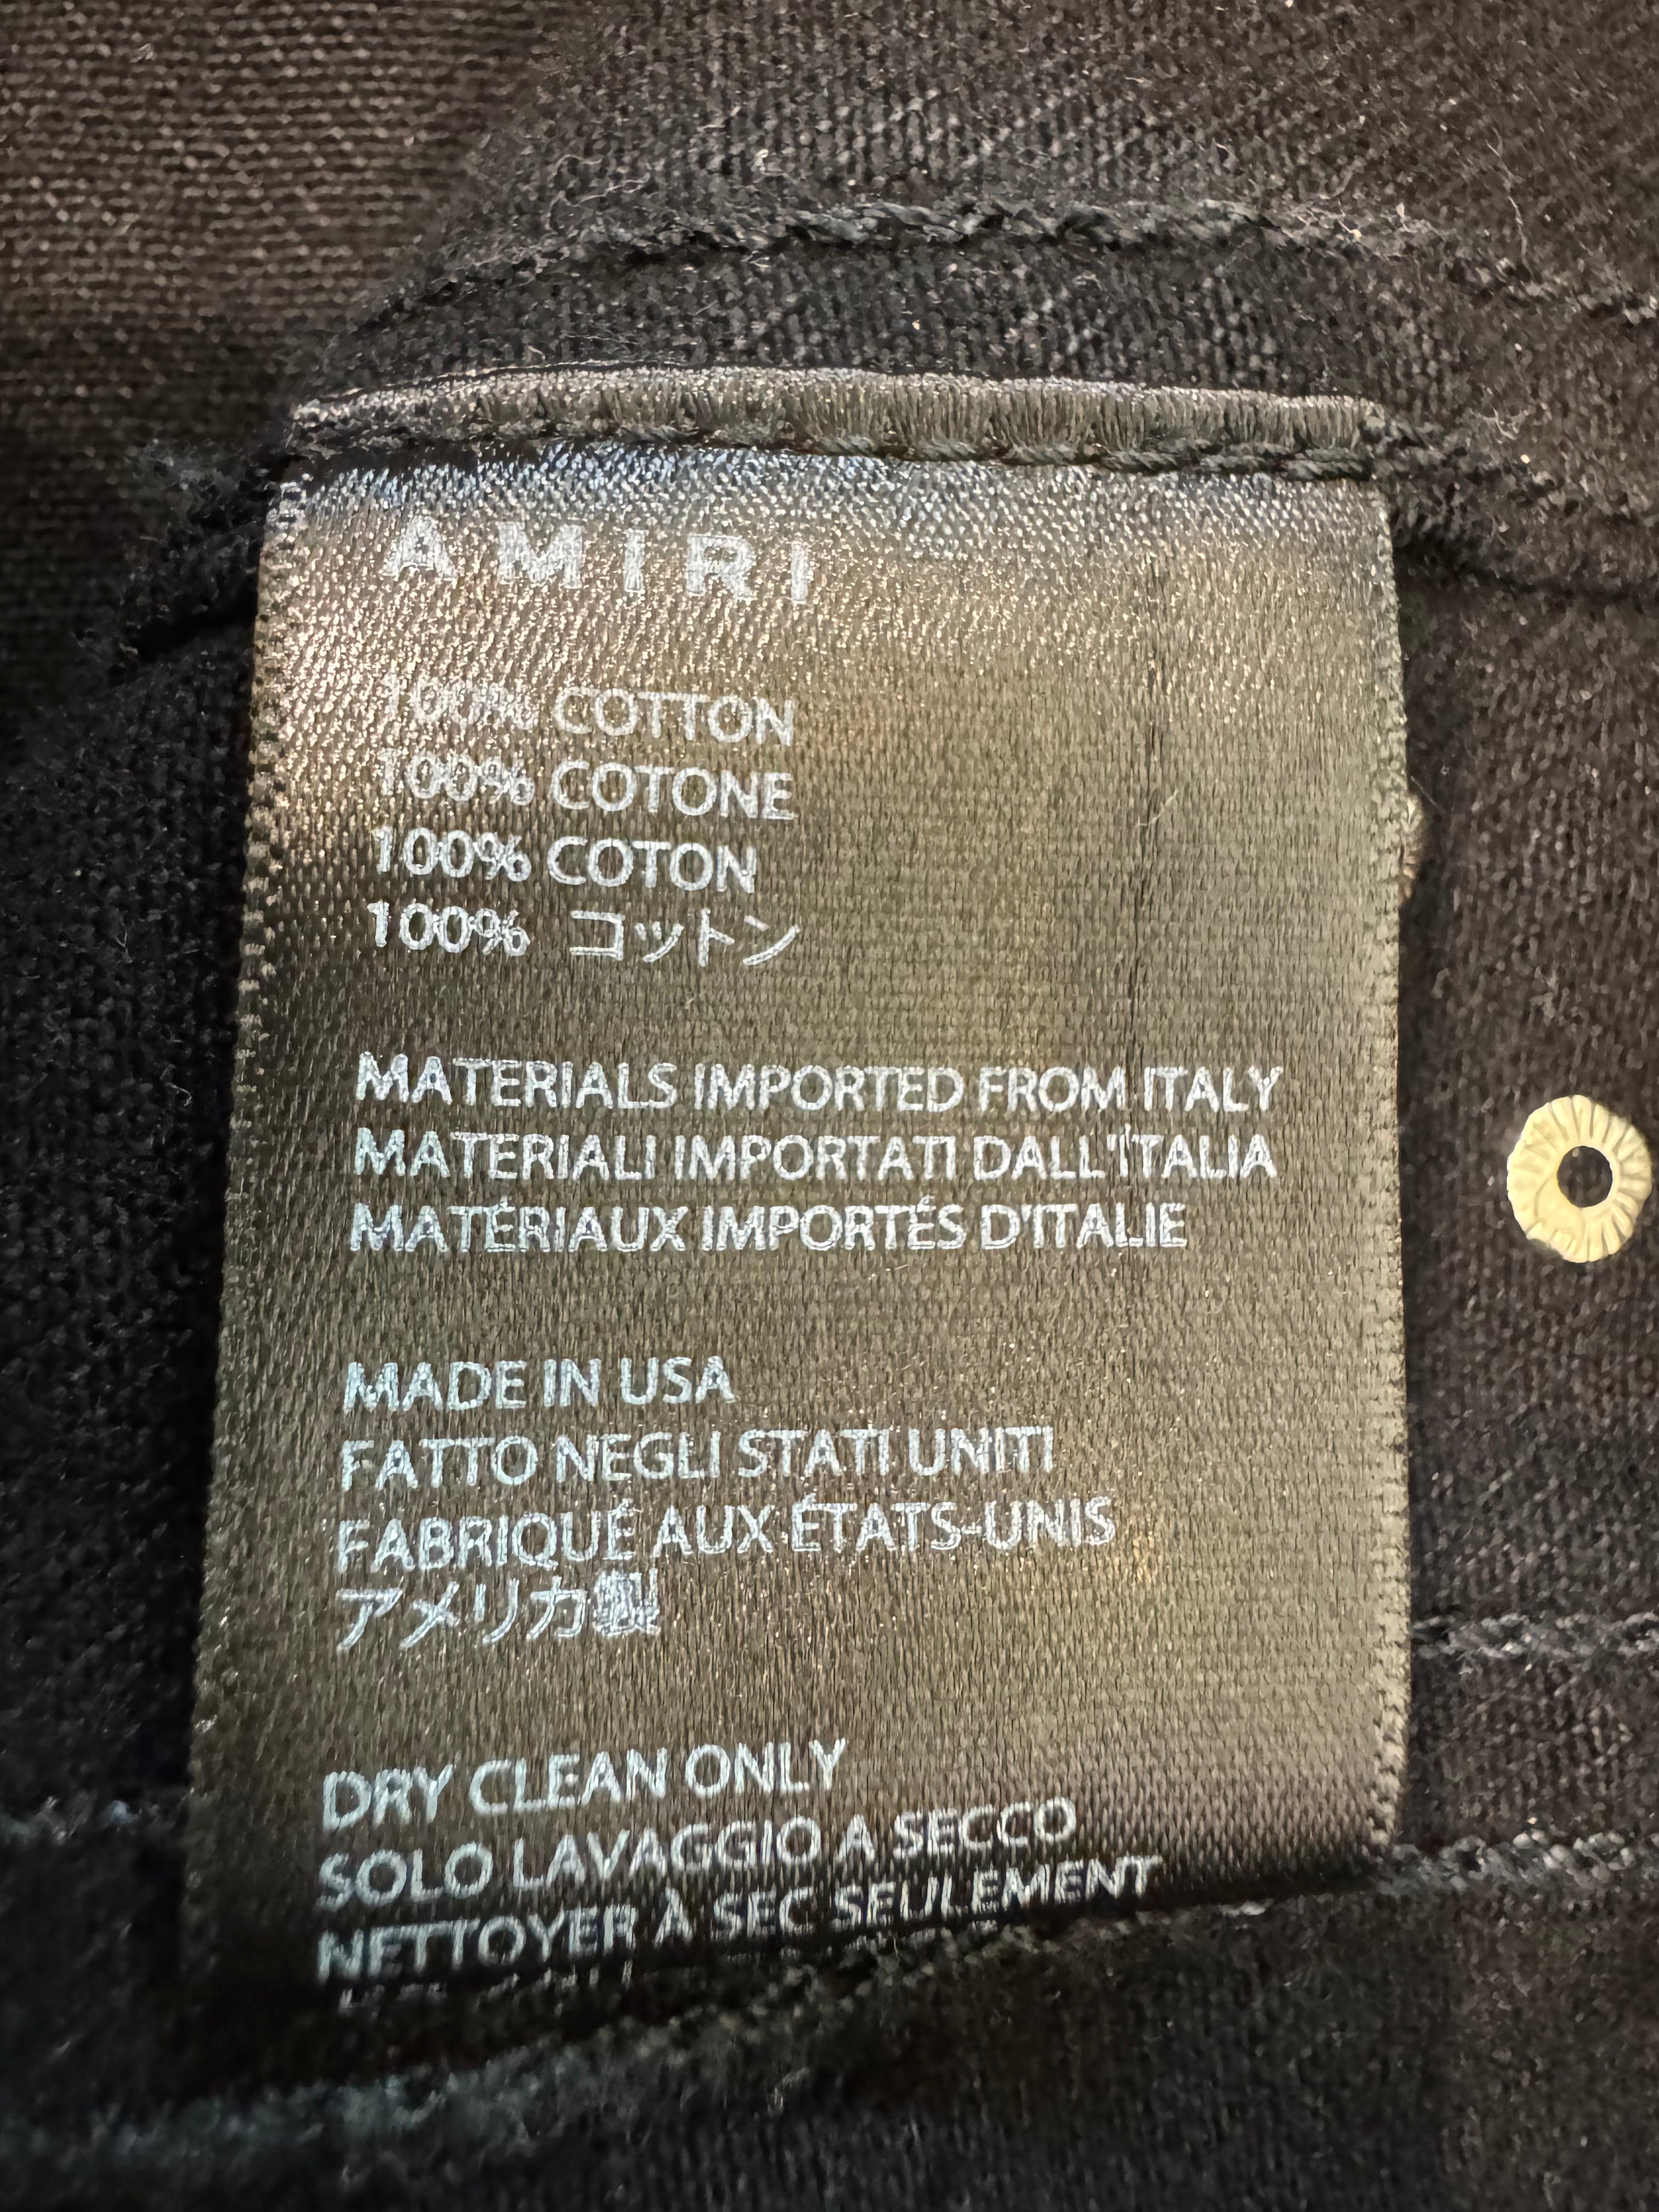 AMIRI
100% COTTON
100% COTONE
100% COTON
100% コットン
MATERIALS IMPORTED FROM ITALY
MATERIALI IMPORTATI DALL'ITALIA
MATÉRIAUX IMPORTÉS D'ITALIE
MADE IN USA
FATTO NEGLI STATI UNITI
FABRIQUÉ AUX ÉTATS-UNIS
アメリカ製
DRY CLEAN ONLY
SOLO LAVAGGIO A SECCO
NETTOYER À SEC SEULEMENT